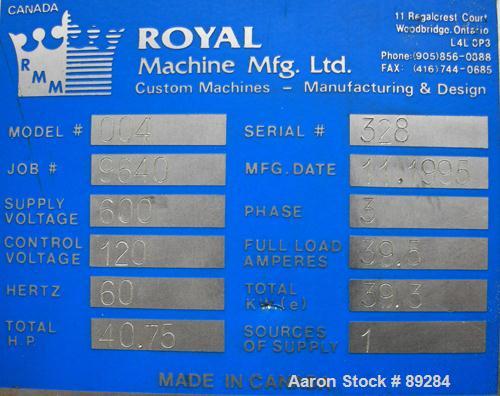 CANADA
RMM
ROYAL
Machine Mfg. Ltd.
Custom Machines - Manufacturing & Design
11 Regalcrest Court
Woodbridge, Ontario
L4L 8P3
Phone: (905) 856-0088
FAX: (416) 744-0685
MODEL # 004
SERIAL # 328
JOB # 9640
MFG. DATE 11, 1995
SUPPLY VOLTAGE 600
PHASE 3
CONTROL VOLTAGE 120
FULL LOAD AMPERES 39.5
HERTZ 60
TOTAL KW.(e) 39.3
TOTAL H.P. 40.75
SOURCES OF SUPPLY 1
MADE IN CANADA
Aaron Stock # 89284